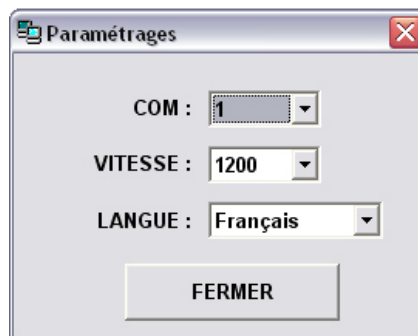 Paramétrages
COM : 1
VITESSE : 1200
LANGUE : Français
FERMER